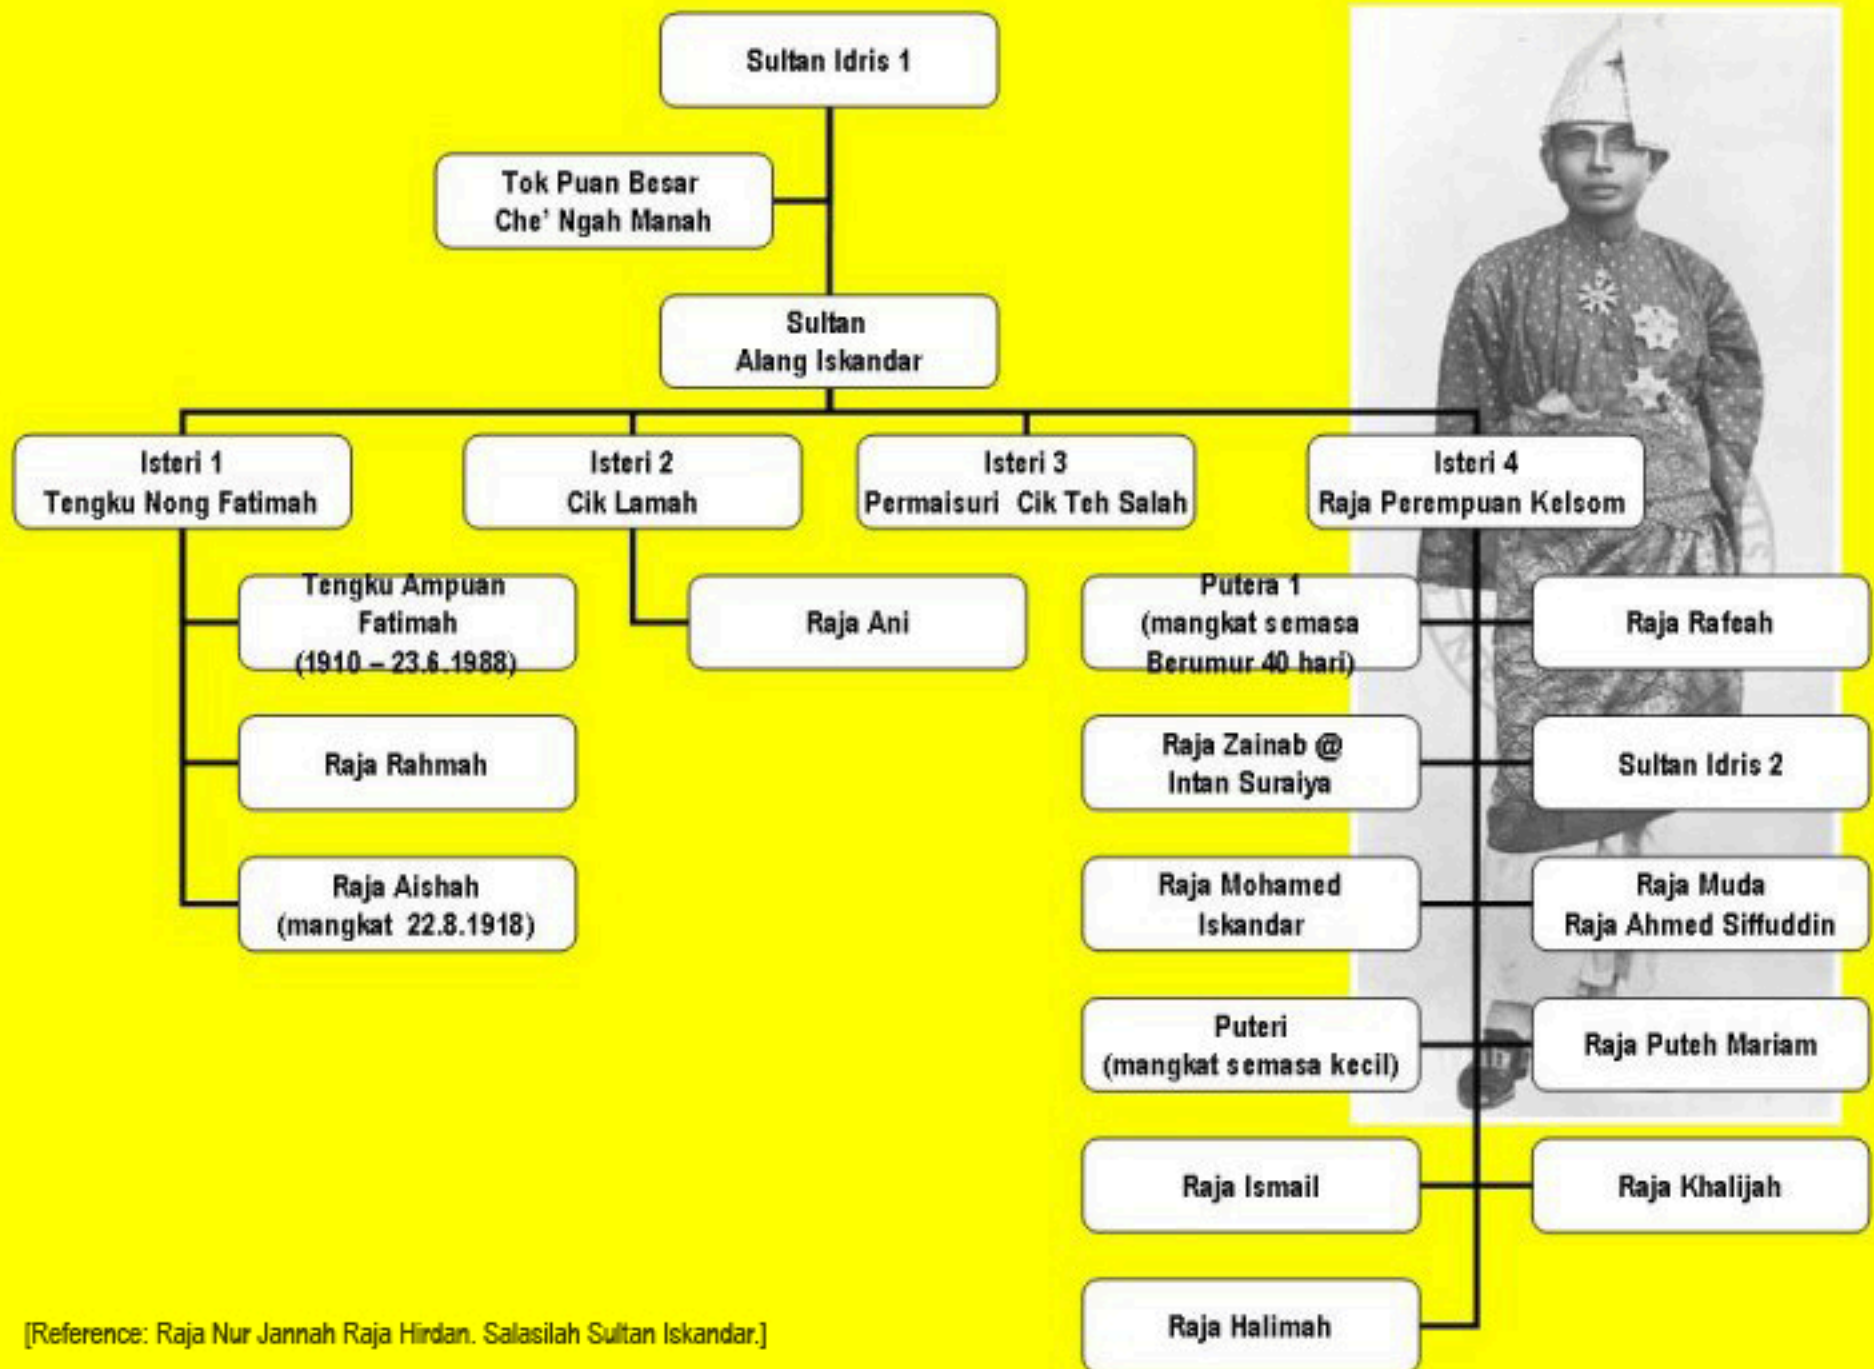 Sultan Idris 1
Tok Puan Besar
Che' Ngah Manah
Sultan
Alang Iskandar
Isteri 1
Tengku Nong Fatimah
Isteri 2
Cik Lamah
Isteri 3
Permaisuri Cik Teh Salah
Isteri 4
Raja Perempuan Kelsom
Tengku Ampuan
Fatimah
(1910 – 23.6.1988)
Raja Rahmah
Raja Aishah
(mangkat 22.8.1918)
Raja Ani
Putera 1
(mangkat semasa
Berumur 40 hari)
Raja Rafeah
Raja Zainab @
Intan Suraiya
Sultan Idris 2
Raja Mohamed
Iskandar
Raja Muda
Raja Ahmed Siffuddin
Puteri
(mangkat semasa kecil)
Raja Puteh Mariam
Raja Ismail
Raja Khalijah
Raja Halimah
[Reference: Raja Nur Jannah Raja Hirdan. Salasilah Sultan Iskandar.]